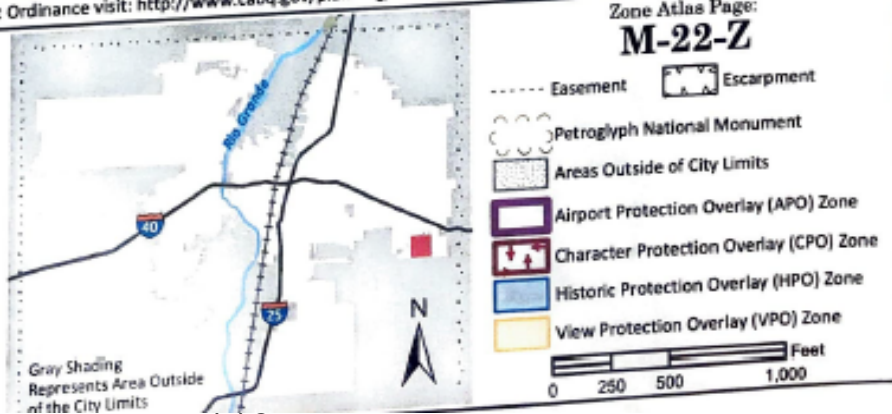 Ordinance visit: http://www.cabq.gov/
Rio Grande
40
25
N
Gray Shading
Represents Area Outside
of the City Limits
Zone Atlas Page:
M-22-Z
Easement
Escarpment
Petroglyph National Monument
Areas Outside of City Limits
Airport Protection Overlay (APO) Zone
Character Protection Overlay (CPO) Zone
Historic Protection Overlay (HPO) Zone
View Protection Overlay (VPO) Zone
Feet
0 250 500 1,000